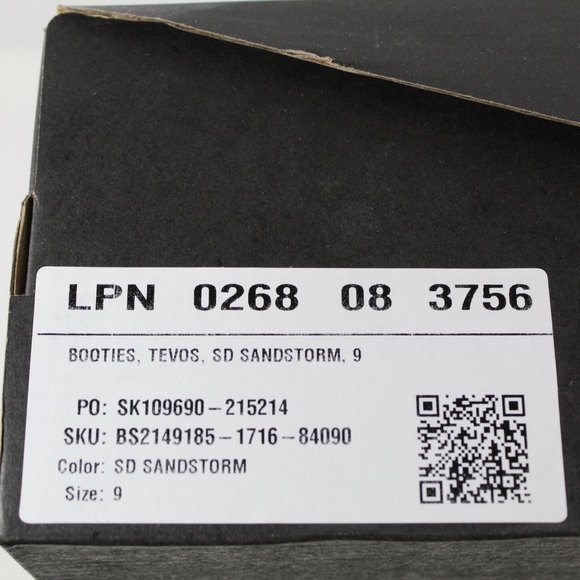 LPN 0268 08 3756
BOOTIES, TEVOS, SD SANDSTORM, 9
PO: SK109690-215214
SKU: BS2149185-1716-84090
Color: SD SANDSTORM
Size: 9